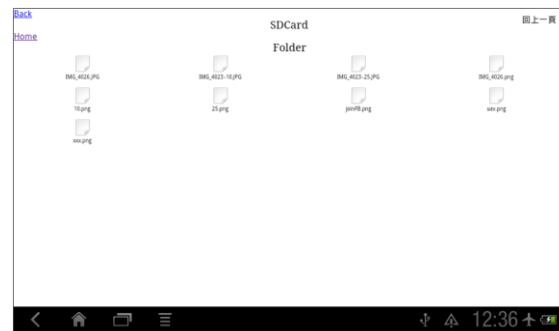 Back
SDCard
回上一頁
Home
Folder
IMG_4026.JPG
IMG_4023-10.JPG
IMG_4023-25.JPG
IMG_4026.png
10.png
25.png
joinFB.png
uav.png
xxx.png
12:36